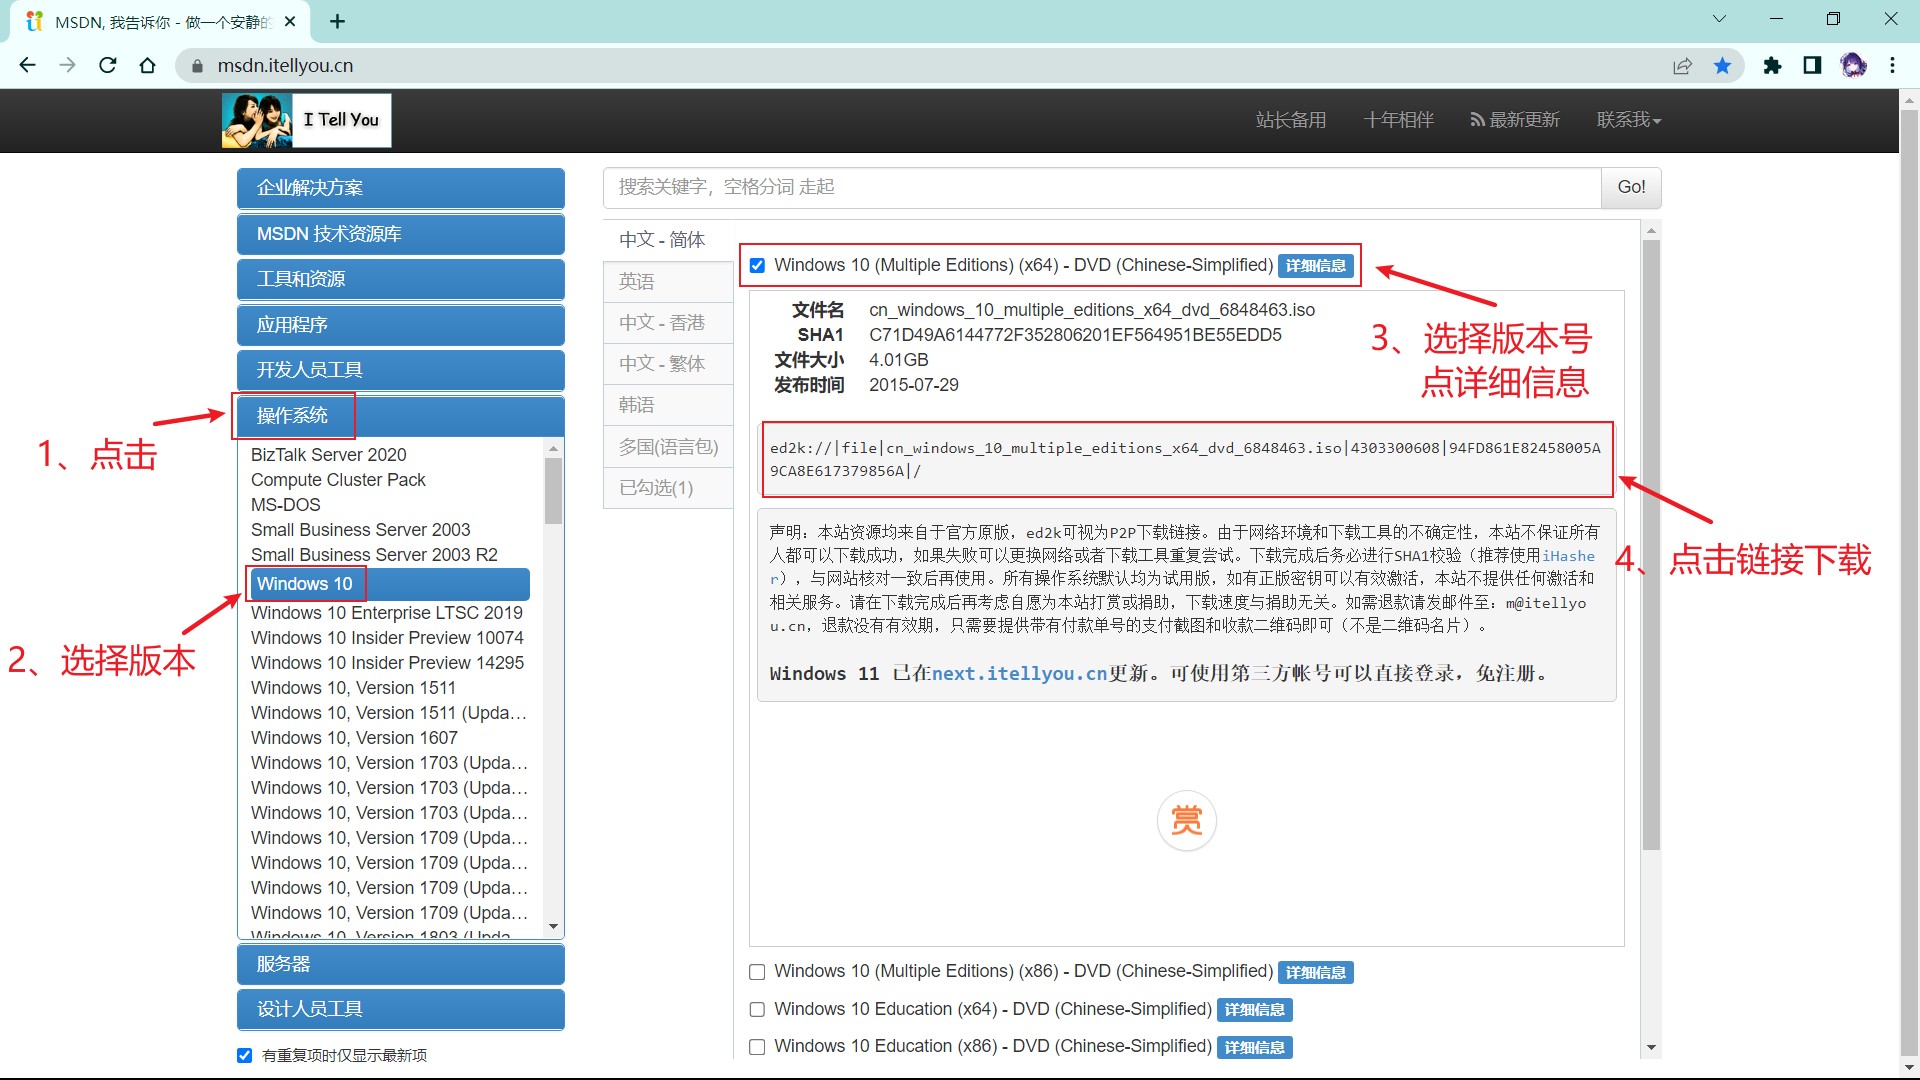 MSDN, 我告诉你 - 做一个安静的
msdn.itellyou.cn
I Tell You
站长备用
十年相伴
最新更新
联系我
企业解决方案
MSDN 技术资源库
工具和资源
应用程序
开发人员工具
操作系统
BizTalk Server 2020
Compute Cluster Pack
MS-DOS
Small Business Server 2003
Small Business Server 2003 R2
Windows 10
Windows 10 Enterprise LTSC 2019
Windows 10 Insider Preview 10074
Windows 10 Insider Preview 14295
Windows 10, Version 1511
Windows 10, Version 1511 (Upda…
Windows 10, Version 1607
Windows 10, Version 1703 (Upda…
Windows 10, Version 1703 (Upda…
Windows 10, Version 1703 (Upda…
Windows 10, Version 1709 (Upda…
Windows 10, Version 1709 (Upda…
Windows 10, Version 1709 (Upda…
Windows 10, Version 1709 (Upda…
Windows 10, Version 1803 (Upda
服务器
设计人员工具
有重复项时仅显示最新项
1、点击
2、选择版本
搜索关键字，空格分词 走起
Go!
中文 - 简体
英语
中文 - 香港
中文 - 繁体
韩语
多国(语言包)
已勾选(1)
Windows 10 (Multiple Editions) (x64) - DVD (Chinese-Simplified) 详细信息
文件名 cn_windows_10_multiple_editions_x64_dvd_6848463.iso
SHA1 C71D49A6144772F352806201EF564951BE55EDD5
文件大小 4.01GB
发布时间 2015-07-29
3、选择版本号
点详细信息
ed2k://|file|cn_windows_10_multiple_editions_x64_dvd_6848463.iso|4303300608|94FD861E82458005A
9CA8E617379856A|/
4、点击链接下载
声明：本站资源均来自于官方原版，ed2k可视为P2P下载链接。由于网络环境和下载工具的不确定性，本站不保证所有
人都可以下载成功，如果失败可以更换网络或者下载工具重复尝试。下载完成后务必进行SHA1校验（推荐使用iHashe
r），与网站核对一致后再使用。所有操作系统默认均为试用版，如有正版密钥可以有效激活，本站不提供任何激活和
相关服务。请在下载完成后再考虑自愿为本站打赏或捐助，下载速度与捐助无关。如需退款请发邮件至：m@itellyo
u.cn，退款没有有效期，只需要提供带有付款单号的支付截图和收款二维码即可（不是二维码名片）。
Windows 11 已在next.itellyou.cn更新。可使用第三方帐号可以直接登录，免注册。
赏
Windows 10 (Multiple Editions) (x86) - DVD (Chinese-Simplified) 详细信息
Windows 10 Education (x64) - DVD (Chinese-Simplified) 详细信息
Windows 10 Education (x86) - DVD (Chinese-Simplified) 详细信息